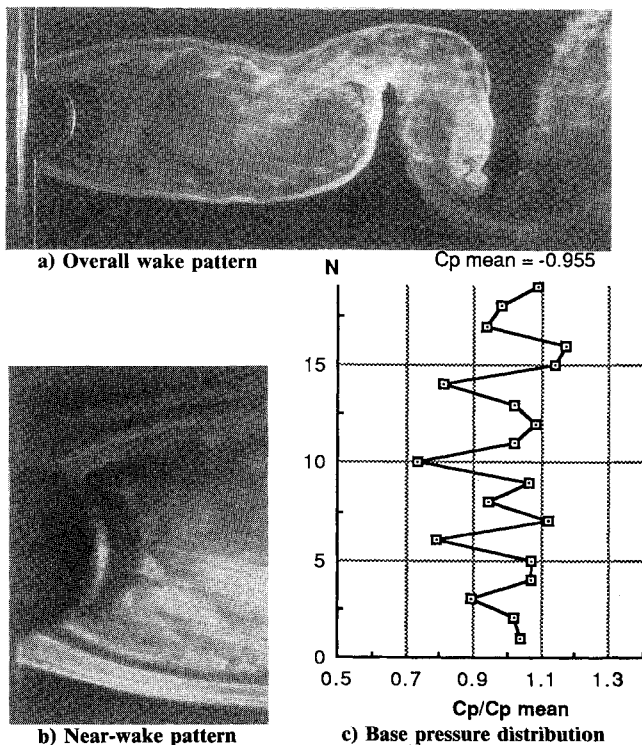 a) Overall wake pattern
N
Cp mean = -0.955
15
10
5
0
0.5 0.7 0.9 1.1 1.3
Cp/Cp mean
b) Near-wake pattern
c) Base pressure distribution